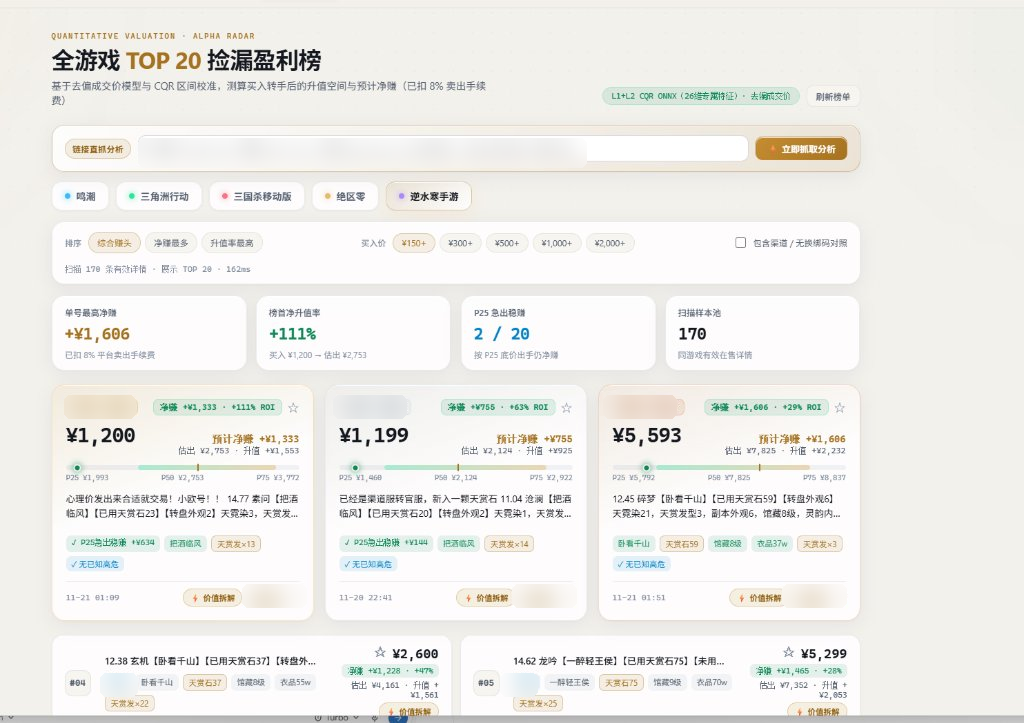 QUANTITATIVE VALUATION · ALPHA RADAR
全游戏 TOP 20 捡漏盈利榜
基于去偏成交价模型与 CQR 区间校准，测算买入转手后的升值空间与预计净赚（已扣 8% 卖出手续
费）
L1+L2 CQR ONNX (26维专属特征) · 去偏成交价
刷新榜单
链接直抓分析
立即抓取分析
鸣潮
三角洲行动
三国杀移动版
绝区零
逆水寒手游
排序
综合赚头
净赚最多
升值率最高
买入价
¥150+
¥300+
¥500+
¥1,000+
¥2,000+
包含渠道 / 无换绑码对照
扫描 170 条有效详情 · 展示 TOP 20 · 162ms
单号最高净赚
+¥1,606
已扣 8% 平台卖出手续费
榜首净升值率
+111%
买入 ¥1,200 → 估出 ¥2,753
P25 急出稳赚
2 / 20
按 P25 底价出手仍净赚
扫描样本池
170
同游戏有效在售详情
净赚 +¥1,333 · +111% ROI ☆
¥1,200
预计净赚 +¥1,333
估出 ¥2,753 · 升值 +¥1,553
P25 ¥1,993
P50 ¥2,753
P75 ¥3,772
心理价发出来合适就交易！小欧号！！ 14.77 素问【把酒
临风】【已用天赏石23】【转盘外观2】天霓染3，天赏发...
✓ P25急出稳赚 +¥634
把酒临风
天赏发×13
✓无已知高危
11-21 01:09
价值拆解
净赚 +¥755 · +63% ROI ☆
¥1,199
预计净赚 +¥755
估出 ¥2,124 · 升值 +¥925
P25 ¥1,460
P50 ¥2,124
P75 ¥2,922
已经是渠道服转官服，新入一颗天赏石 11.04 沧澜【把酒
临风】【已用天赏石20】【转盘外观2】天霓染1，天赏发...
✓ P25急出稳赚 +¥144
把酒临风
天赏发×14
✓无已知高危
11-20 22:41
价值拆解
净赚 +¥1,606 · +29% ROI ☆
¥5,593
预计净赚 +¥1,606
估出 ¥7,825 · 升值 +¥2,232
P25 ¥5,792
P50 ¥7,825
P75 ¥8,837
12.45 碎梦【卧看千山】【已用天赏石59】【转盘外观6】
天霓染21，天赏发型3，副本外观6，馆藏8级，灵韵内...
卧看千山
天赏石59
馆藏8级
衣品37w
天赏发×3
✓无已知高危
11-21 01:51
价值拆解
#04
12.38 玄机【卧看千山】【已用天赏石37】【转盘外...
卧看千山
天赏石37
馆藏8级
衣品55w
天赏发×22
☆ ¥2,600
净赚 +¥1,228 · +47%
估出 ¥4,161 · 升值 +
¥1,561
价值拆解
#05
14.62 龙吟【一醉轻王侯】【已用天赏石75】【未用...
一醉轻王侯
天赏石75
馆藏9级
衣品70w
天赏发×25
☆ ¥5,299
净赚 +¥1,465 · +28%
估出 ¥7,352 · 升值 +
¥2,053
价值拆解
Turbo